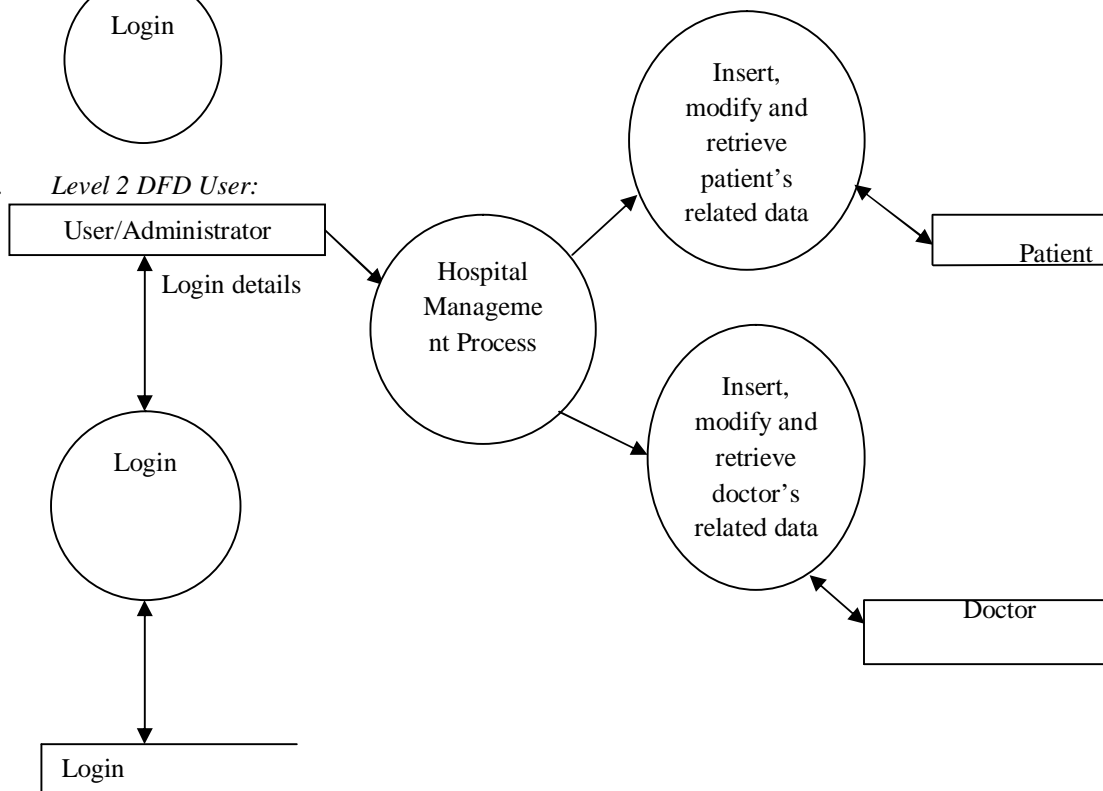 Login
Insert,
modify and
retrieve
patient's
related data
. Level 2 DFD User:
User/Administrator
Patient
Login details
Hospital
Manageme
nt Process
Insert,
modify and
retrieve
doctor's
related data
Login
Doctor
Login